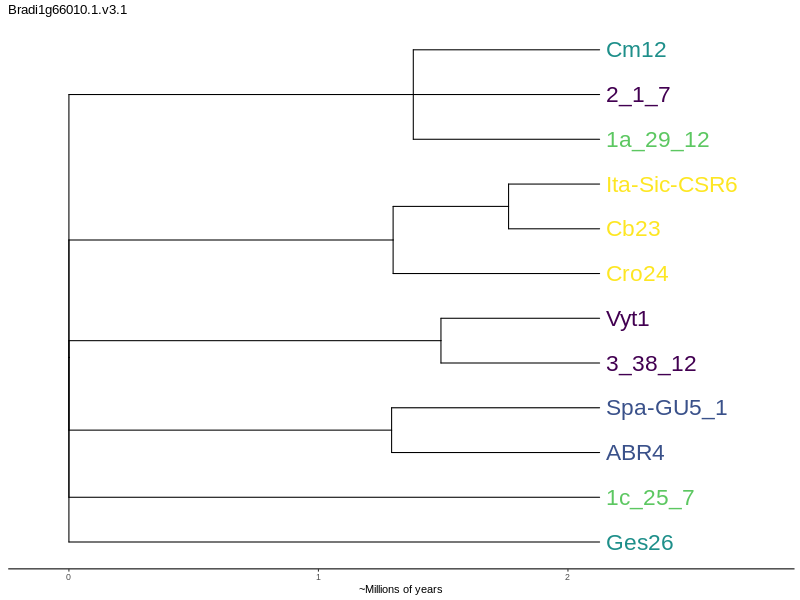 Bradi1g66010.1.v3.1
Cm12
2_1_7
1a_29_12
Ita-Sic-CSR6
Cb23
Cro24
Vyt1
3_38_12
Spa-GU5_1
ABR4
1c_25_7
Ges26
0 1 2
~Millions of years